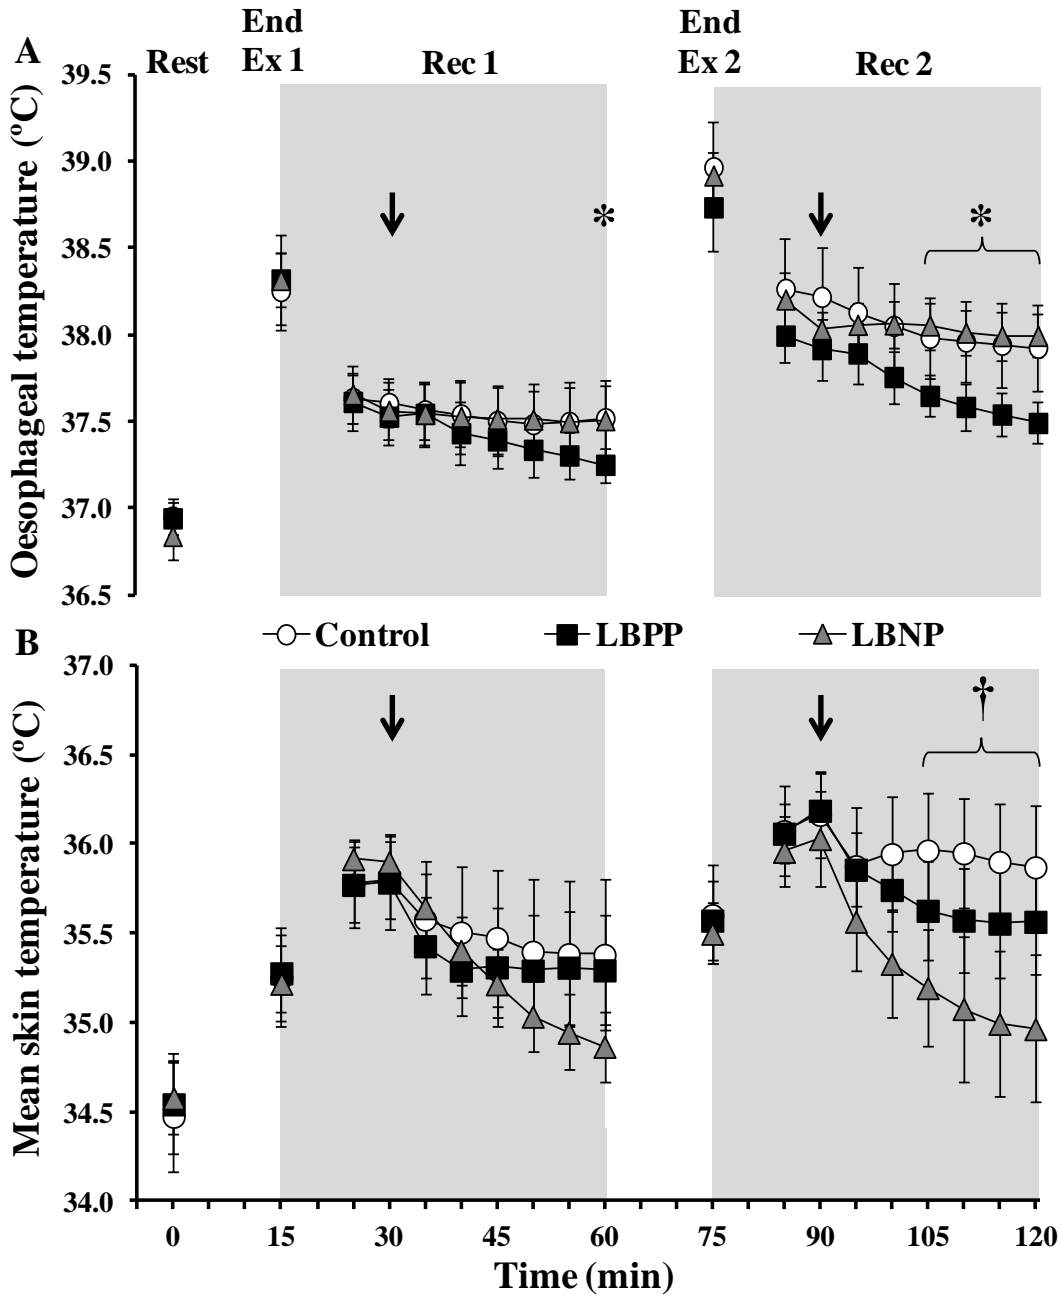 A
Rest
End
Ex 1
Rec 1
End
Ex 2
Rec 2
Oesophageal temperature (ºC)
39.5
39.0
38.5
38.0
37.5
37.0
36.5
*
*
B
Control
LBPP
LBNP
Mean skin temperature (ºC)
37.0
36.5
36.0
35.5
35.0
34.5
34.0
†
0 15 30 45 60 75 90 105 120
Time (min)